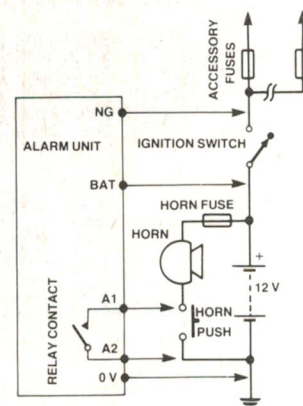 ACCESSORY
FUSES
NG
ALARM UNIT
IGNITION SWITCH
BAT
HORN FUSE
HORN
+
12 V
RELAY CONTACT
A1
HORN
PUSH
A2
0 V